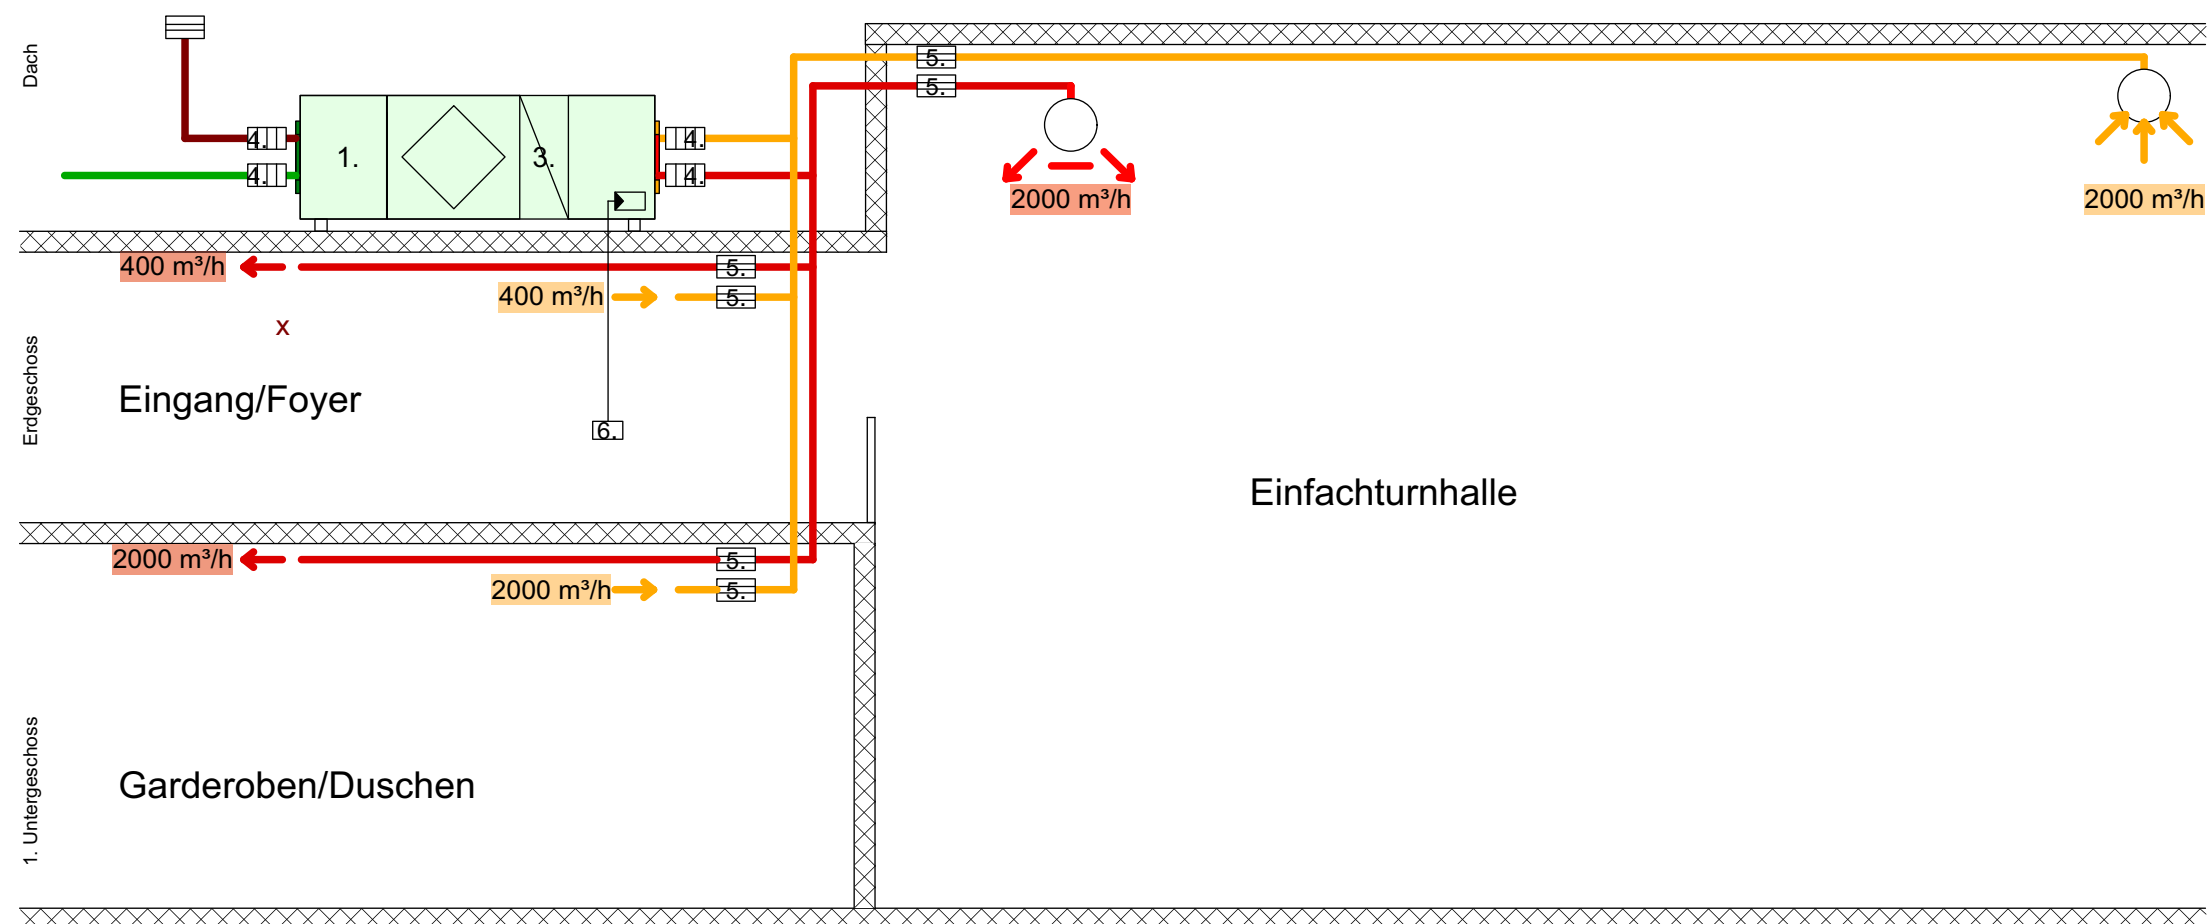 Dach
5.
5.
4.
4.
1.
3.
4.
4.
2000 m³/h
2000 m³/h
400 m³/h
5.
400 m³/h
5.
x
Erdgeschoss
Eingang/Foyer
6.
Einfachturnhalle
2000 m³/h
5.
2000 m³/h
5.
1. Untergeschoss
Garderoben/Duschen